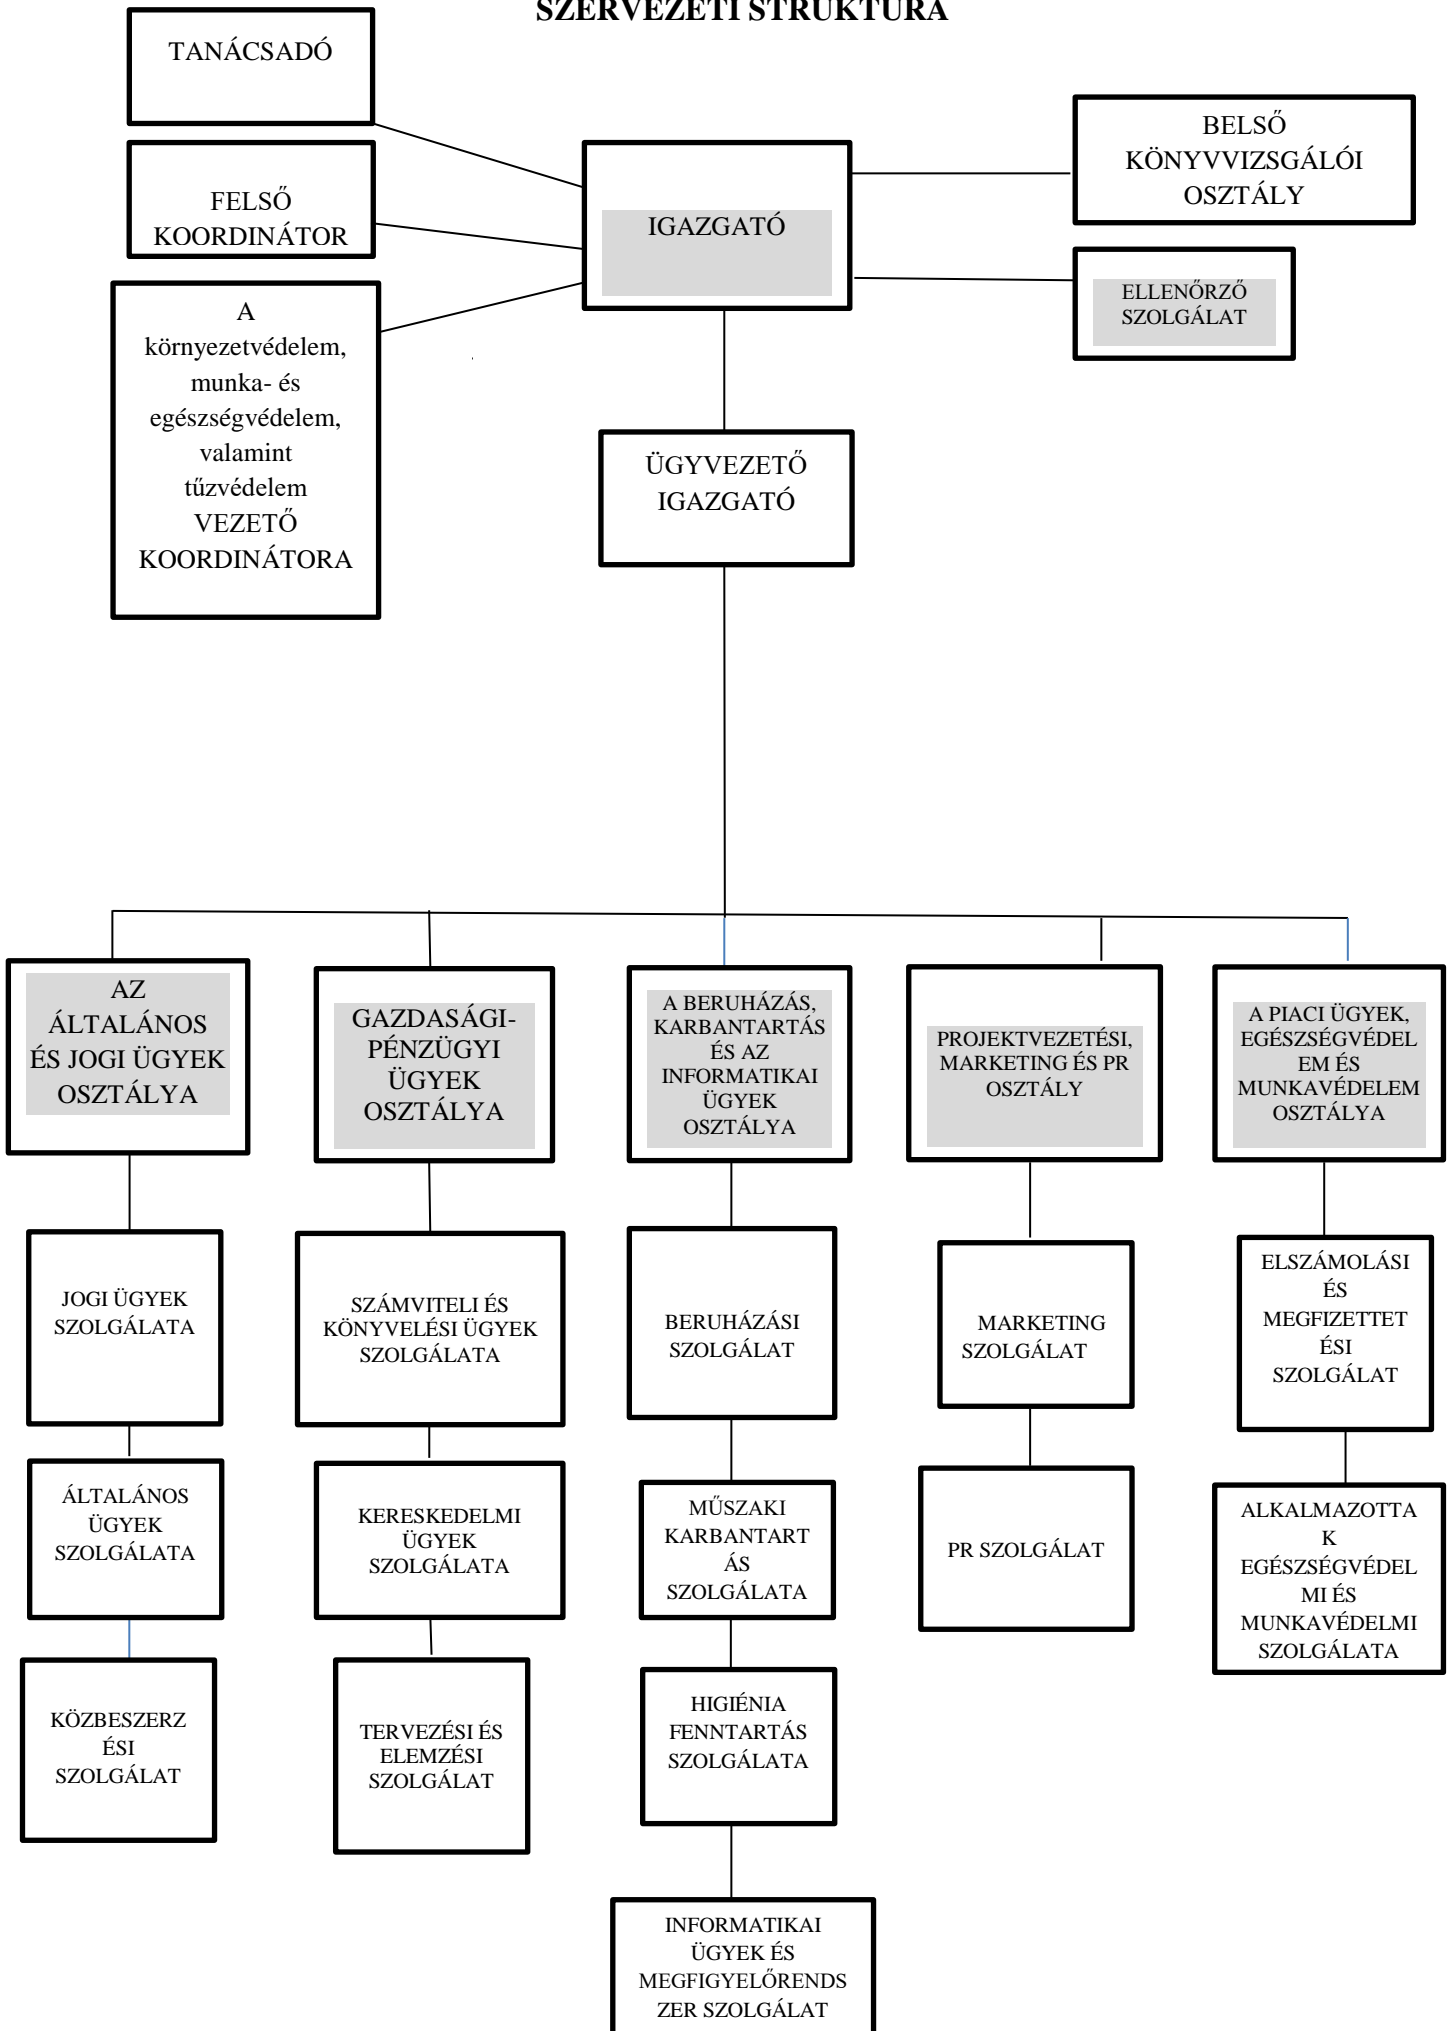 SZERVEZETI STRUKTÚRA
TANÁCSADÓ
FELSŐ
KOORDINÁTOR
A
környezetvédelem,
munka- és
egészségvédelem,
valamint
tűzvédelem
VEZETŐ
KOORDINÁTORA
IGAZGATÓ
BELSŐ
KÖNYVVIZSGÁLÓI
OSZTÁLY
ELLENŐRZŐ
SZOLGÁLAT
ÜGYVEZETŐ
IGAZGATÓ
AZ
ÁLTALÁNOS
ÉS JOGI ÜGYEK
OSZTÁLYA
JOGI ÜGYEK
SZOLGÁLATA
ÁLTALÁNOS
ÜGYEK
SZOLGÁLATA
KÖZBESZERZ
ÉSI
SZOLGÁLAT
GAZDASÁGI-
PÉNZÜGYI
ÜGYEK
OSZTÁLYA
SZÁMVITELI ÉS
KÖNYVELÉSI ÜGYEK
SZOLGÁLATA
KERESKEDELMI
ÜGYEK
SZOLGÁLATA
TERVEZÉSI ÉS
ELEMZÉSI
SZOLGÁLAT
A BERUHÁZÁS,
KARBANTARTÁS
ÉS AZ
INFORMATIKAI
ÜGYEK
OSZTÁLYA
BERUHÁZÁSI
SZOLGÁLAT
MŰSZAKI
KARBANTART
ÁS
SZOLGÁLATA
HIGIÉNIA
FENNTARTÁS
SZOLGÁLATA
INFORMATIKAI
ÜGYEK ÉS
MEGFIGYELŐRENDS
ZER SZOLGÁLAT
PROJEKTVEZETÉSI,
MARKETING ÉS PR
OSZTÁLY
MARKETING
SZOLGÁLAT
PR SZOLGÁLAT
A PIACI ÜGYEK,
EGÉSZSÉGVÉDEL
EM ÉS
MUNKAVÉDELEM
OSZTÁLYA
ELSZÁMOLÁSI
ÉS
MEGFIZETTET
ÉSI
SZOLGÁLAT
ALKALMAZOTTA
K
EGÉSZSÉGVÉDEL
MI ÉS
MUNKAVÉDELMI
SZOLGÁLATA